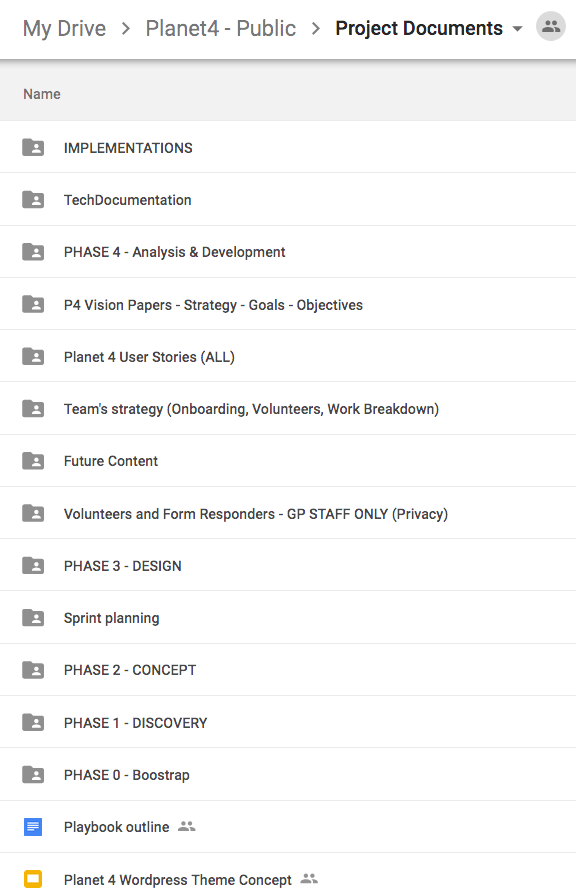 My Drive > Planet4 - Public > Project Documents
Name
IMPLEMENTATIONS
TechDocumentation
PHASE 4 - Analysis & Development
P4 Vision Papers - Strategy - Goals - Objectives
Planet 4 User Stories (ALL)
Team's strategy (Onboarding, Volunteers, Work Breakdown)
Future Content
Volunteers and Form Responders - GP STAFF ONLY (Privacy)
PHASE 3 - DESIGN
Sprint planning
PHASE 2 - CONCEPT
PHASE 1 - DISCOVERY
PHASE 0 - Boostrap
Playbook outline
Planet 4 Wordpress Theme Concept